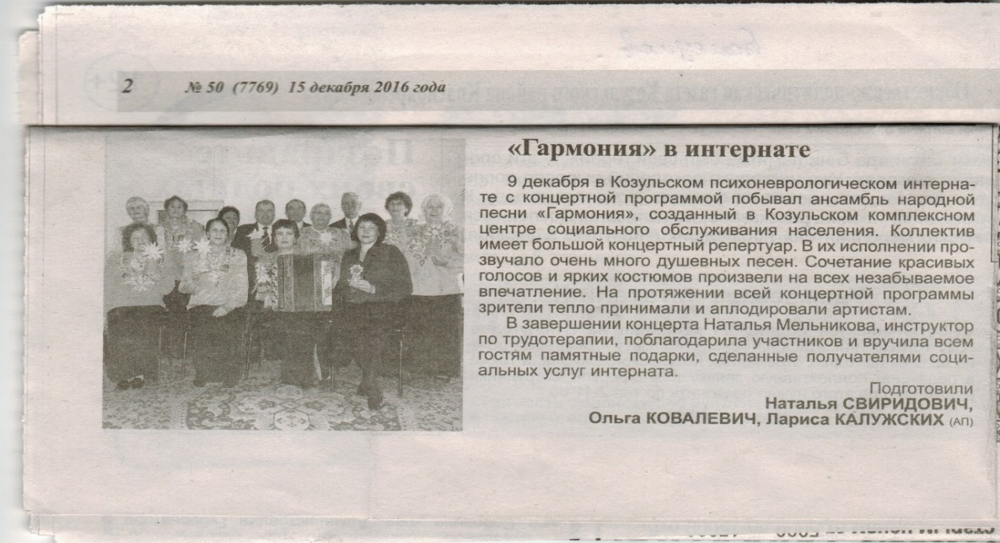 2 № 50 (7769) 15 декабря 2016 года
«Гармония» в интернате
9 декабря в Козульском психоневрологическом интерна-
те с концертной программой побывал ансамбль народной
песни «Гармония», созданный в Козульском комплексном
центре социального обслуживания населения. Коллектив
имеет большой концертный репертуар. В их исполнении про-
звучало очень много душевных песен. Сочетание красивых
голосов и ярких костюмов произвели на всех незабываемое
впечатление. На протяжении всей концертной программы
зрители тепло принимали и аплодировали артистам.
В завершении концерта Наталья Мельникова, инструктор
по трудотерапии, поблагодарила участников и вручила всем
гостям памятные подарки, сделанные получателями соци-
альных услуг интерната.
Подготовили
Наталья СВИРИДОВИЧ,
Ольга КОВАЛЕВИЧ, Лариса КАЛУЖСКИХ (АП)